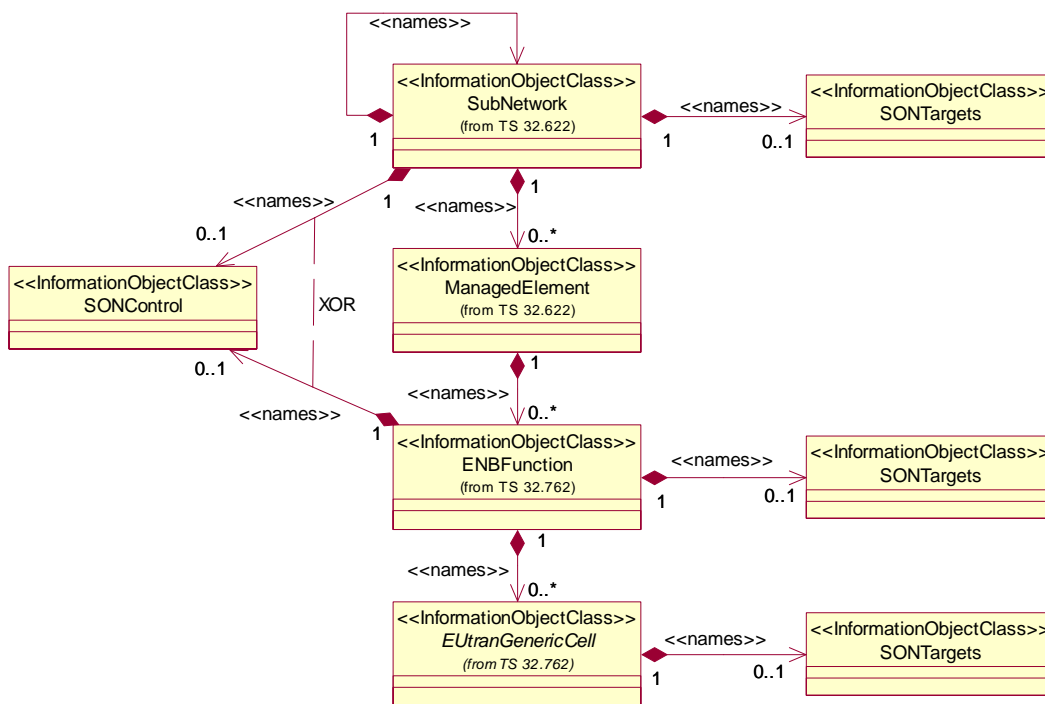 <<names>>
<<InformationObjectClass>>
SubNetwork
(from TS 32.622)
1
<<names>>
1
0..1
<<InformationObjectClass>>
SONTargets
<<names>>
1
0..1
<<names>>
1
0..*
<<InformationObjectClass>>
SONControl
XOR
<<InformationObjectClass>>
ManagedElement
(from TS 32.622)
0..1
<<names>>
1
<<names>>
1
0..*
<<InformationObjectClass>>
ENBFunction
(from TS 32.762)
<<names>>
1
0..1
<<InformationObjectClass>>
SONTargets
<<names>>
1
0..*
<<InformationObjectClass>>
EUtranGenericCell
(from TS 32.762)
<<names>>
1
0..1
<<InformationObjectClass>>
SONTargets